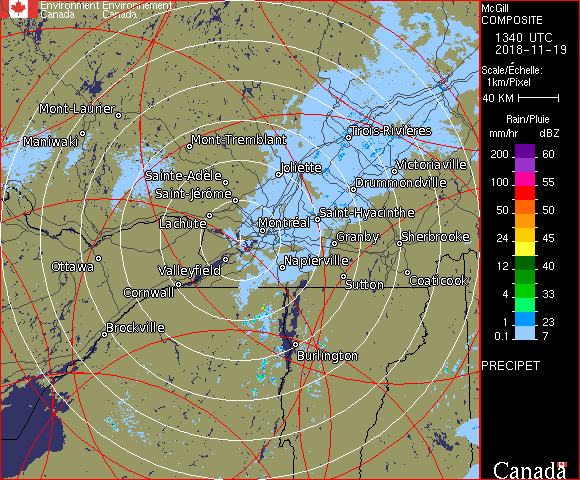 Environment Environnement
Canada Canada
McGill
COMPOSITE
1340 UTC
2018-11-19
Scale/Échelle:
1km/Pixel
40 KM
Rain/Pluie
mm/hr dBZ
200 60
100 55
50 50
24 45
12 40
4 33
1 23
0.1 7
PRECIPET
Canada
Mont-Laurier
Maniwaki
Mont-Tremblant
Trois-Rivières
Joliette
Victoriaville
Sainte-Adèle
Drummondville
Saint-Jérôme
Saint-Hyacinthe
Lachute
Montréal
Granby
Sherbrooke
Ottawa
Valleyfield
Napierville
Sutton
Coaticook
Cornwall
Brockville
Burlington